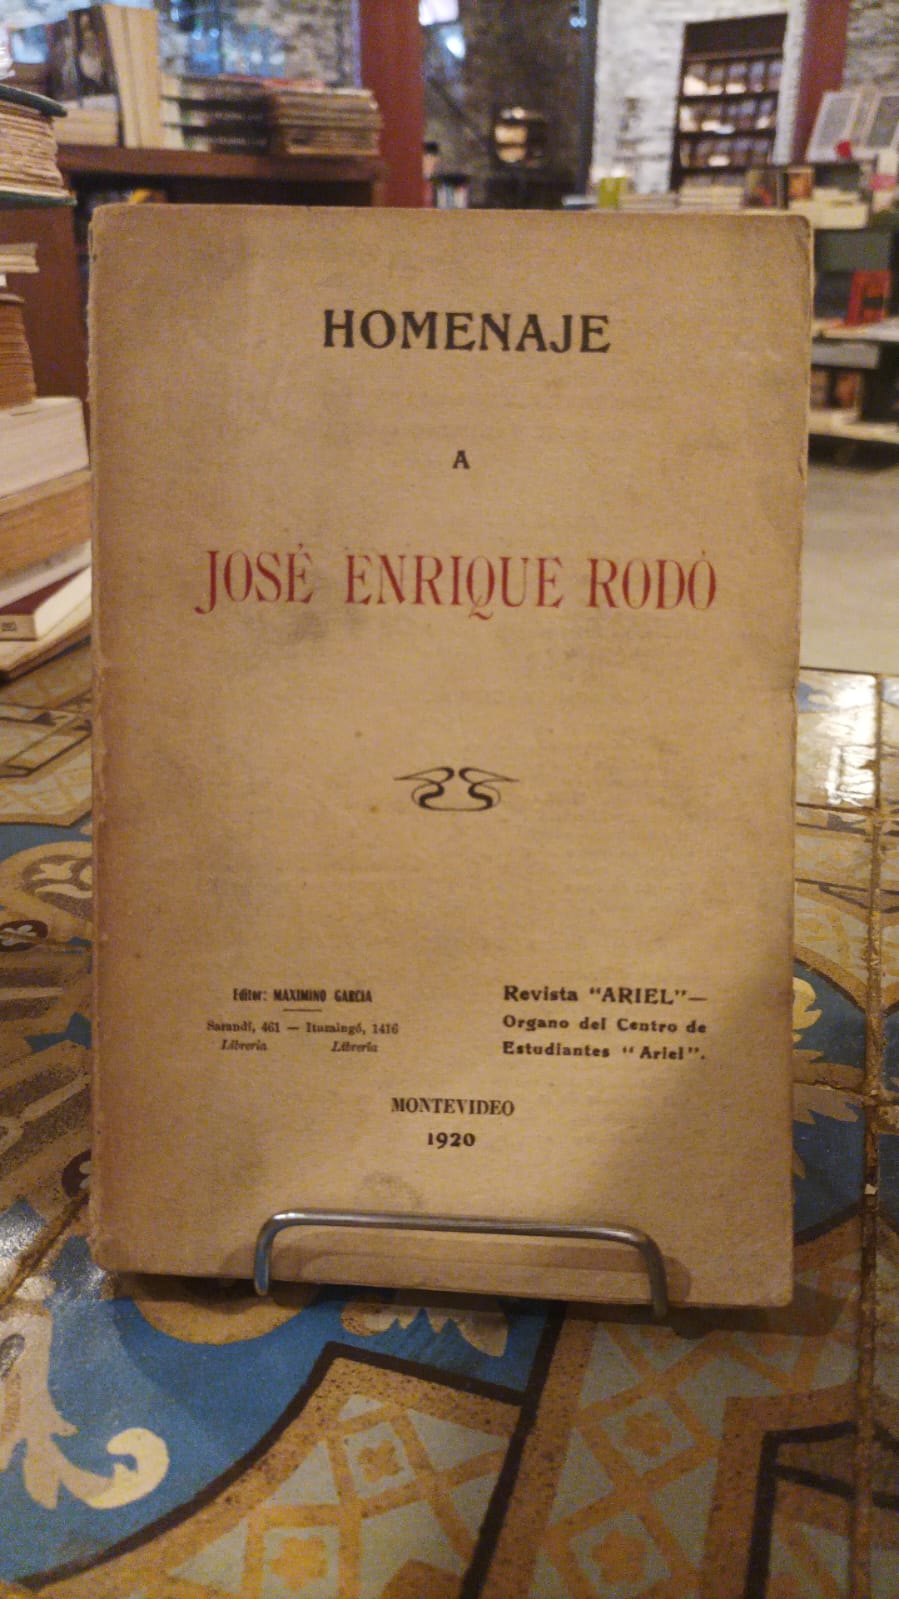 HOMENAJE
A
JOSÉ ENRIQUE RODÓ
Editor: MAXIMINO GARCIA
Sarandí, 461 — Ituzaingó, 1416
Librería Librería
Revista "ARIEL"—
Organo del Centro de
Estudiantes "Ariel".
MONTEVIDEO
1920